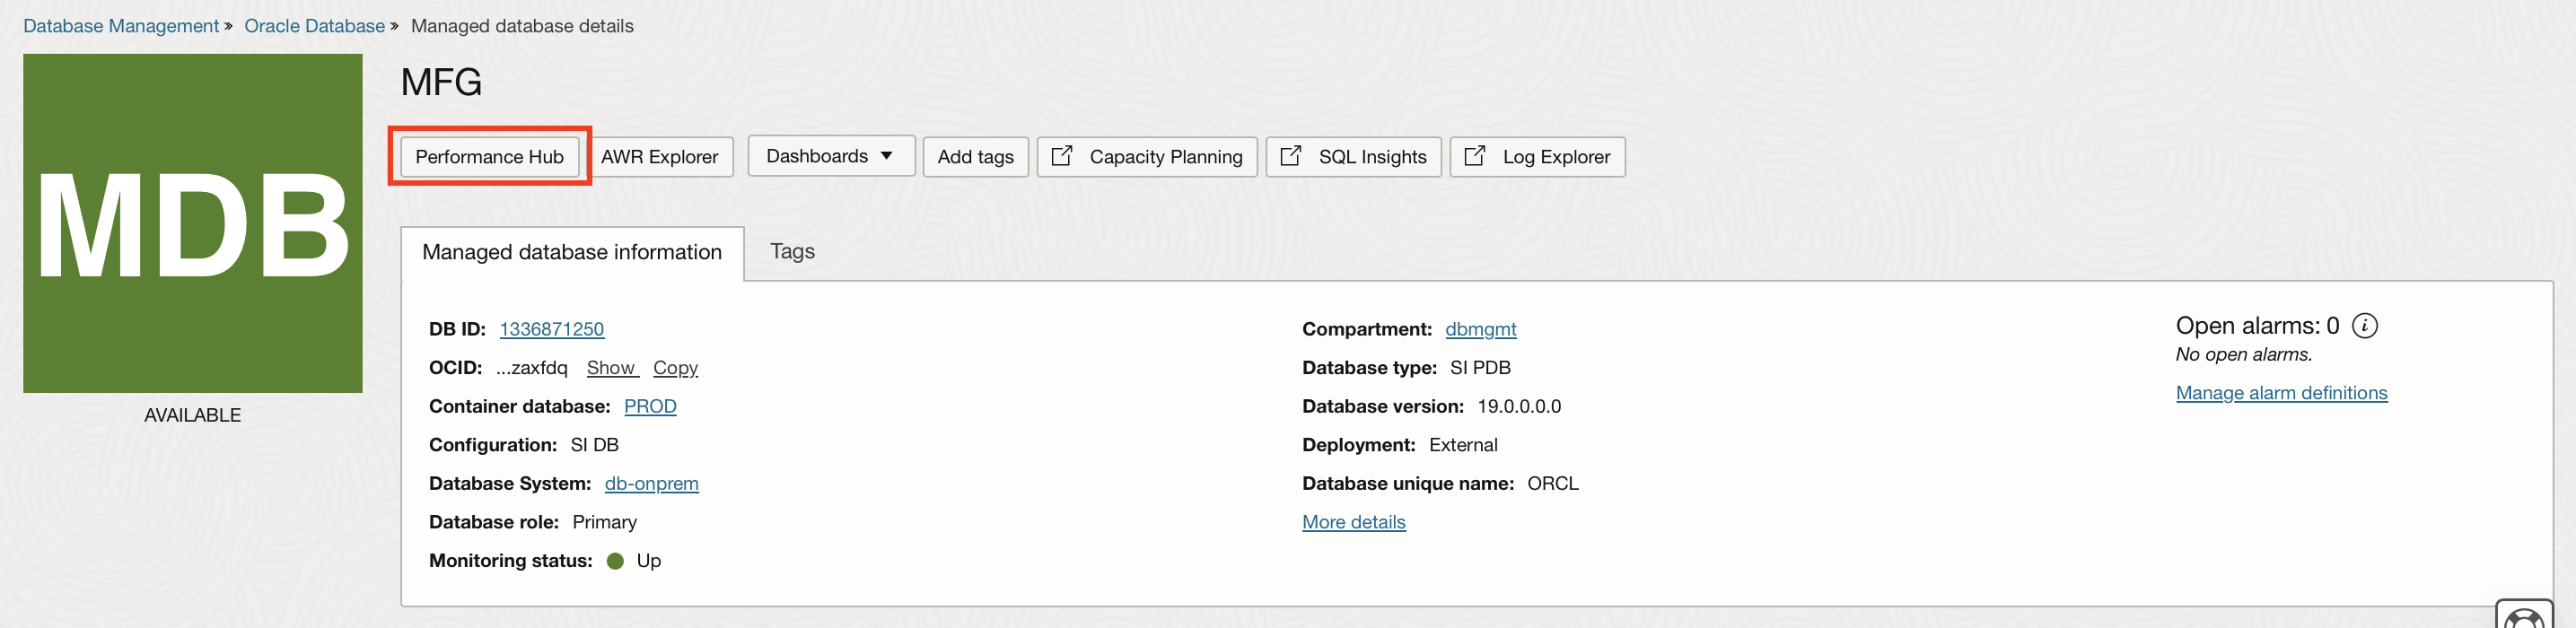 Database Management » Oracle Database » Managed database details
MDB
AVAILABLE
MFG
Performance Hub AWR Explorer Dashboards Add tags Capacity Planning SQL Insights Log Explorer
Managed database information Tags
DB ID: 1336871250
OCID: ...zaxfdq Show Copy
Container database: PROD
Configuration: SI DB
Database System: db-onprem
Database role: Primary
Monitoring status: Up
Compartment: dbmgmt
Database type: SI PDB
Database version: 19.0.0.0.0
Deployment: External
Database unique name: ORCL
More details
Open alarms: 0 i
No open alarms.
Manage alarm definitions